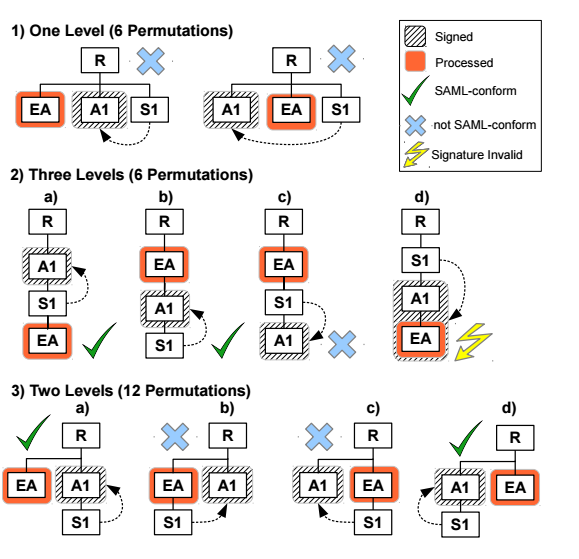 1) One Level (6 Permutations)
R
EA A1 S1
R
A1 EA S1
Signed
Processed
SAML-conform
not SAML-conform
Signature Invalid
2) Three Levels (6 Permutations)
a)
R
A1
S1
EA
b)
R
EA
A1
S1
c)
R
EA
S1
A1
d)
R
S1
A1
EA
3) Two Levels (12 Permutations)
a)
R
EA A1
S1
b)
R
EA A1
S1
c)
R
A1 EA
S1
d)
R
A1 EA
S1